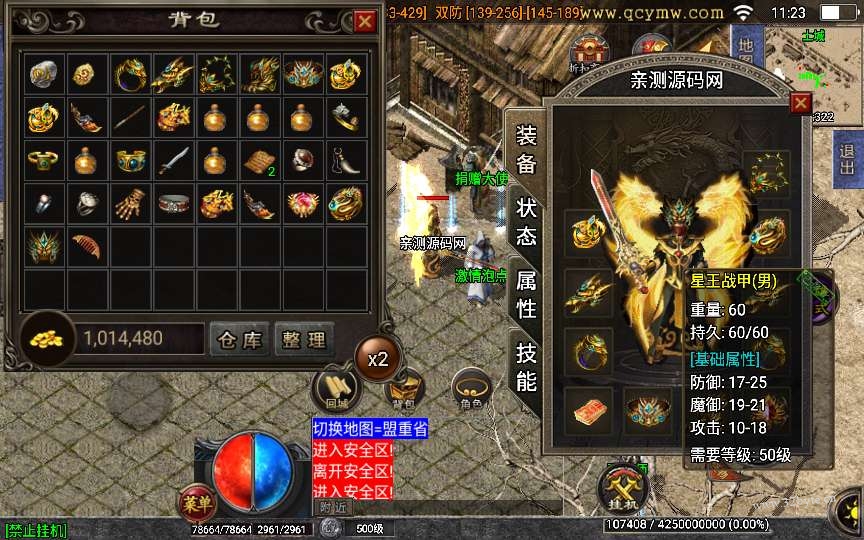 背包
3-429] 双防 [139-256]-[145-189
www.qcymw.com
11:23
土城
地
322
退出
亲测源码网
装备
状态
属性
技能
捐赠大使
亲测源码网
激情泡点
2
1,014,480
仓库
整理
x2
回城
背包
角色
星王战甲(男)
重量: 60
持久: 60/60
[基础属性]
防御: 17-25
魔御: 19-21
攻击: 10-18
需要等级: 50级
切换地图=盟重省
进入安全区!
离开安全区!
进入安全区!
附近
菜单
挂机
[禁止挂机]
78664/78664 2961/2961
500级
107408 / 4250000000 (0.00%)